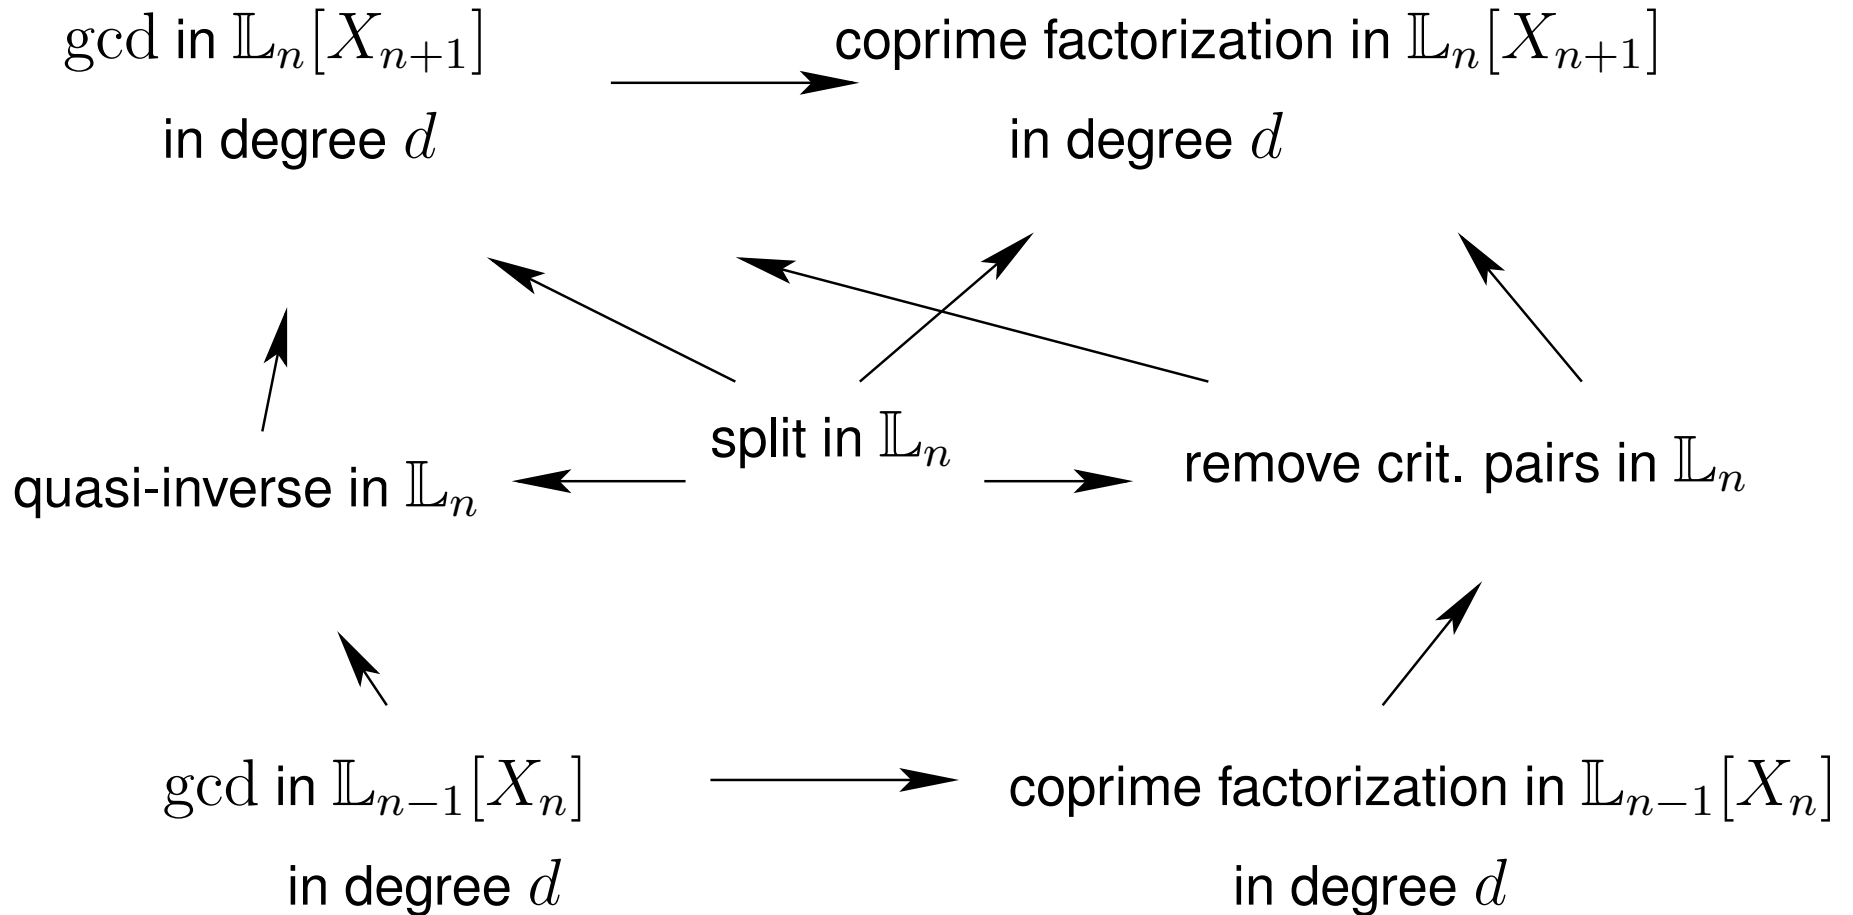 gcd in 𝕃ₙ[Xₙ₊₁]
in degree d
coprime factorization in 𝕃ₙ[Xₙ₊₁]
in degree d
split in 𝕃ₙ
quasi-inverse in 𝕃ₙ
remove crit. pairs in 𝕃ₙ
gcd in 𝕃ₙ₋₁[Xₙ]
in degree d
coprime factorization in 𝕃ₙ₋₁[Xₙ]
in degree d